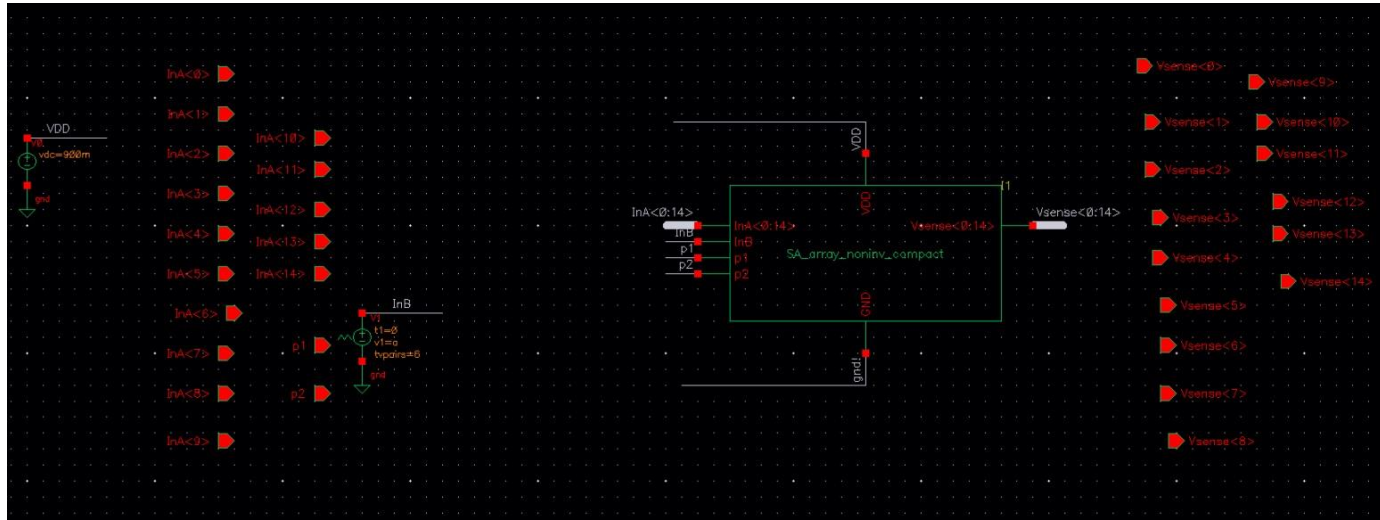 VDD
V0
vdc=900m
gnd
InA<0>
InA<1>
InA<2>
InA<3>
InA<4>
InA<5>
InA<6>
InA<7>
InA<8>
InA<9>
InA<10>
InA<11>
InA<12>
InA<13>
InA<14>
p1
p2
InB
t1=0
tvpairs=6
gnd
VDD
VDD
I1
InA<0:14>
InB
p1
p2
InA<0:14>
InB
p1
p2
Vsense<0:14>
Vsense<0:14>
SA_array_noninv_compact
GND
gnd!
Vsense<0>
Vsense<1>
Vsense<2>
Vsense<3>
Vsense<4>
Vsense<5>
Vsense<6>
Vsense<7>
Vsense<8>
Vsense<9>
Vsense<10>
Vsense<11>
Vsense<12>
Vsense<13>
Vsense<14>